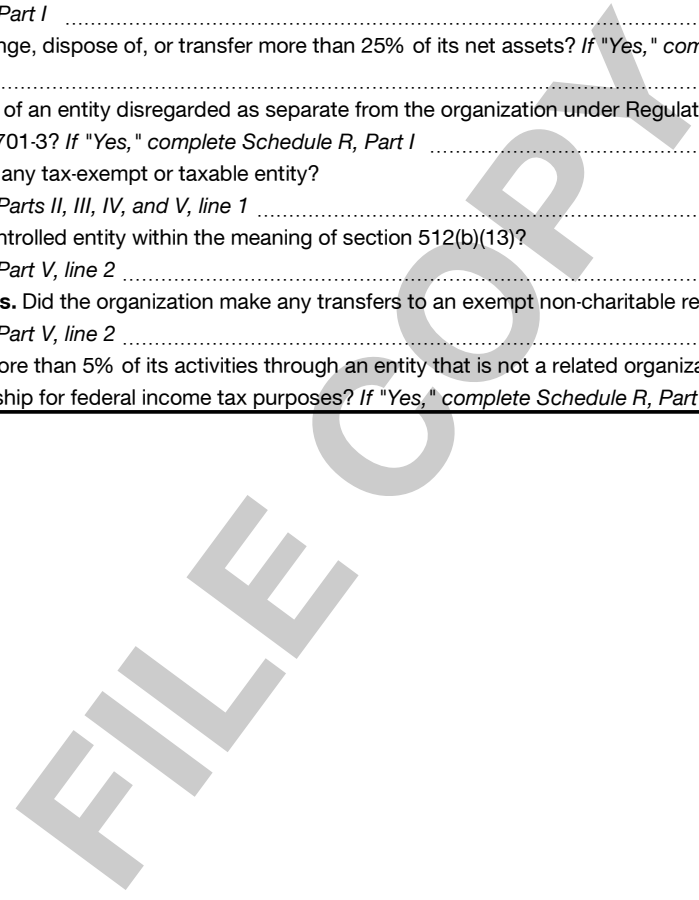 Part I
nge, dispose of, or transfer more than 25% of its net assets? If "Yes," com
of an entity disregarded as separate from the organization under Regulat
701-3? If "Yes," complete Schedule R, Part I
any tax-exempt or taxable entity?
Parts II, III, IV, and V, line 1
ntrolled entity within the meaning of section 512(b)(13)?
Part V, line 2
s. Did the organization make any transfers to an exempt non-charitable re
Part V, line 2
ore than 5% of its activities through an entity that is not a related organiza
ship for federal income tax purposes? If "Yes," complete Schedule R, Part
FILE COPY